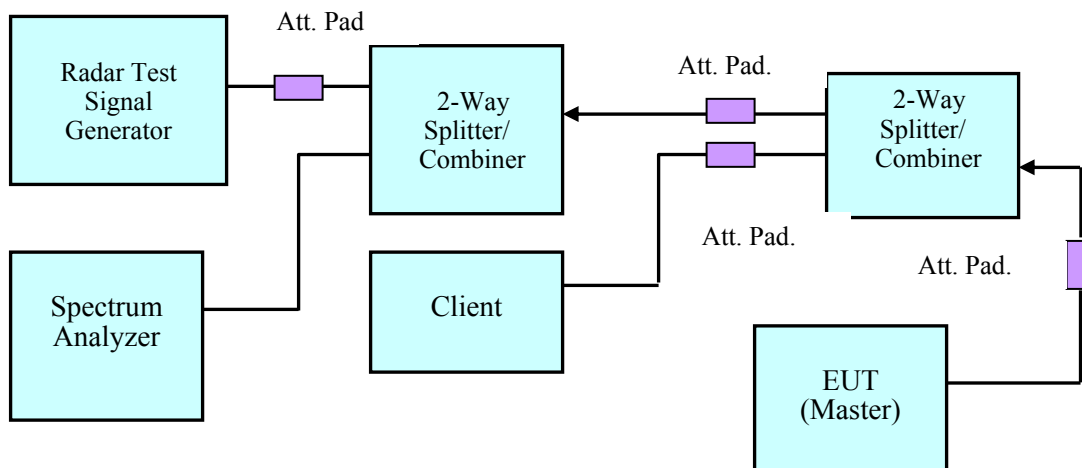 Att. Pad
Radar Test
Signal
Generator
2-Way
Splitter/
Combiner
Att. Pad.
2-Way
Splitter/
Combiner
Att. Pad.
Att. Pad.
Spectrum
Analyzer
Client
EUT
(Master)